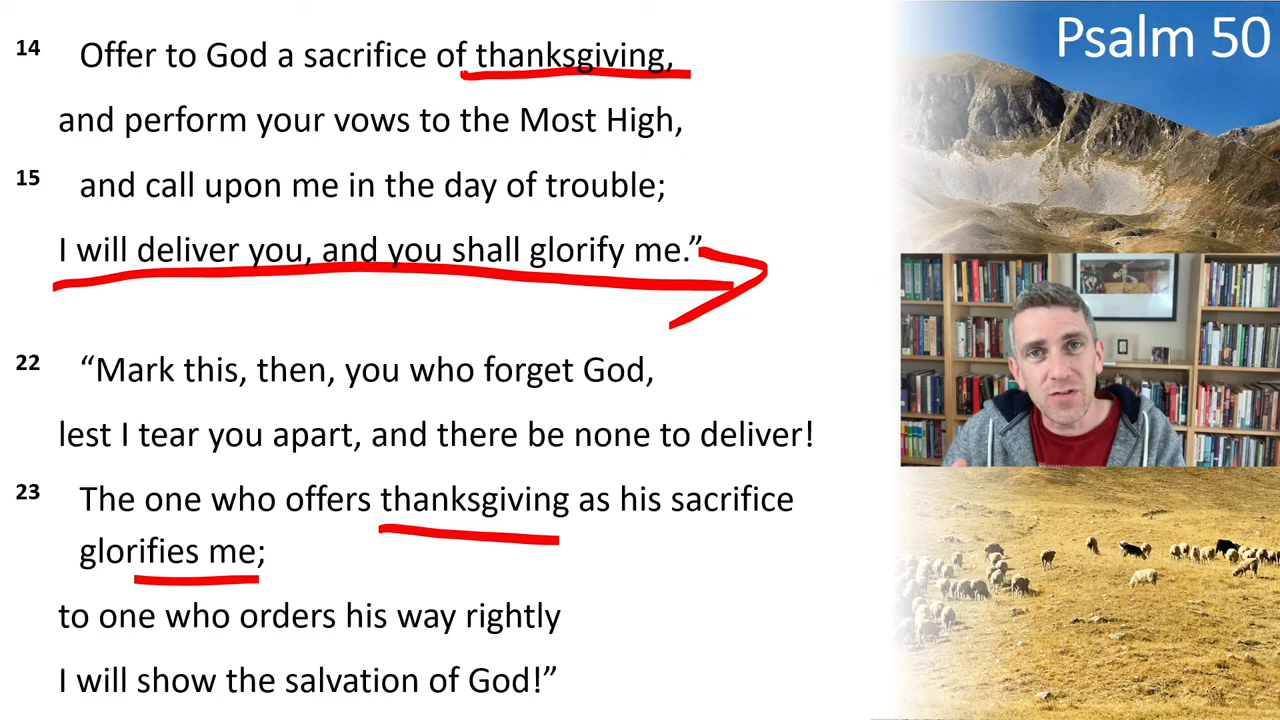 Psalm 50
14 Offer to God a sacrifice of thanksgiving,
and perform your vows to the Most High,
15 and call upon me in the day of trouble;
I will deliver you, and you shall glorify me.”
22 “Mark this, then, you who forget God,
lest I tear you apart, and there be none to deliver!
23 The one who offers thanksgiving as his sacrifice
glorifies me;
to one who orders his way rightly
I will show the salvation of God!”